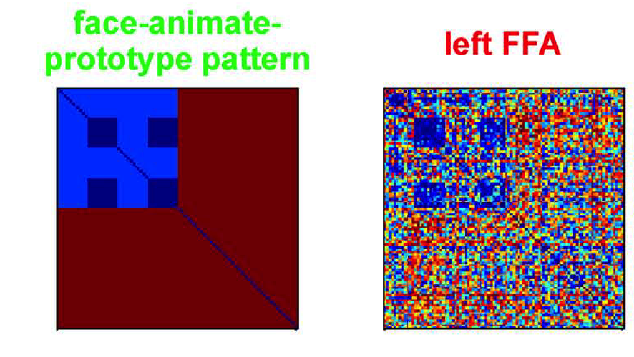 face-animate-
prototype pattern
left FFA